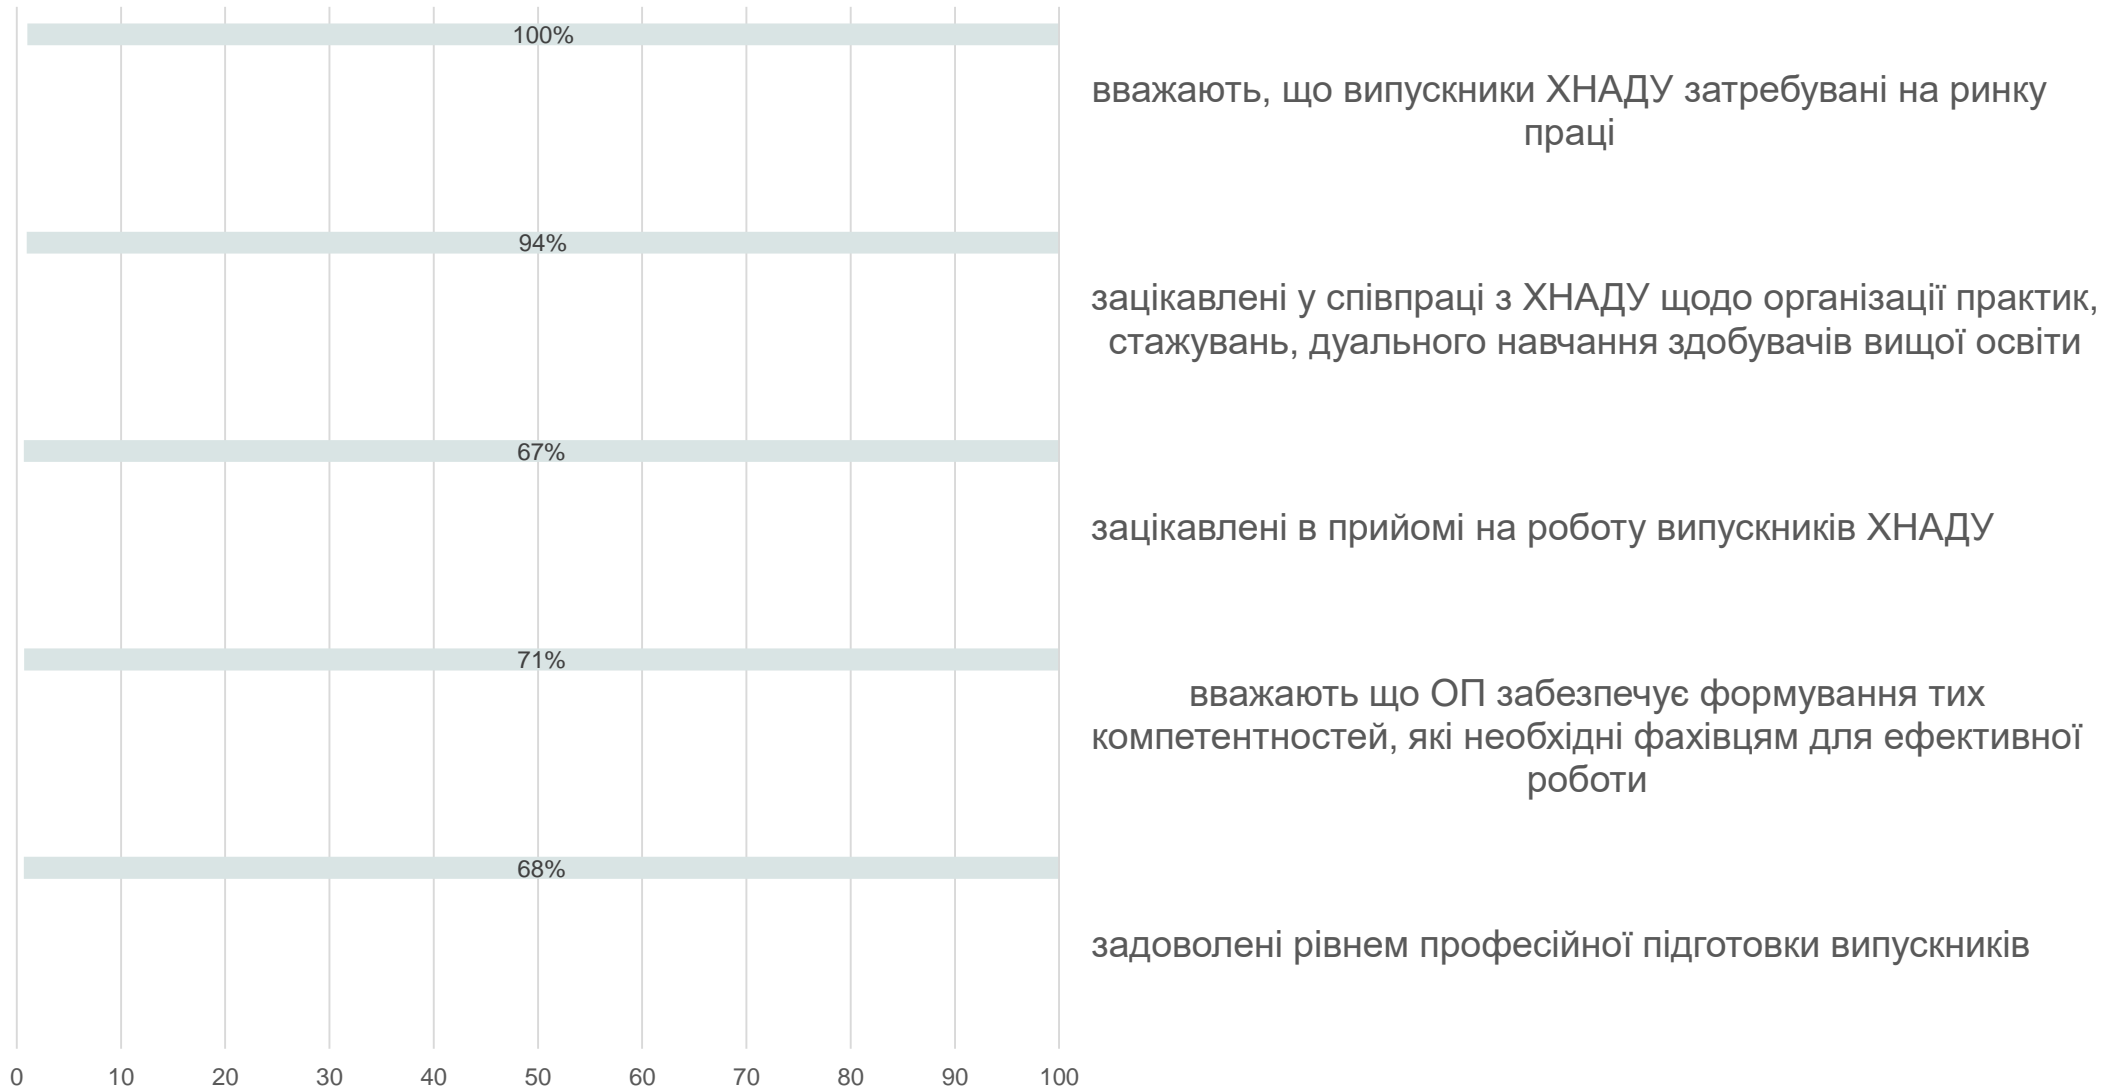 100%
вважають, що випускники ХНАДУ затребувані на ринку
праці
94%
зацікавлені у співпраці з ХНАДУ щодо організації практик,
стажувань, дуального навчання здобувачів вищої освіти
67%
зацікавлені в прийомі на роботу випускників ХНАДУ
71%
вважають що ОП забезпечує формування тих
компетентностей, які необхідні фахівцям для ефективної
роботи
68%
задоволені рівнем професійної підготовки випускників
0 10 20 30 40 50 60 70 80 90 100